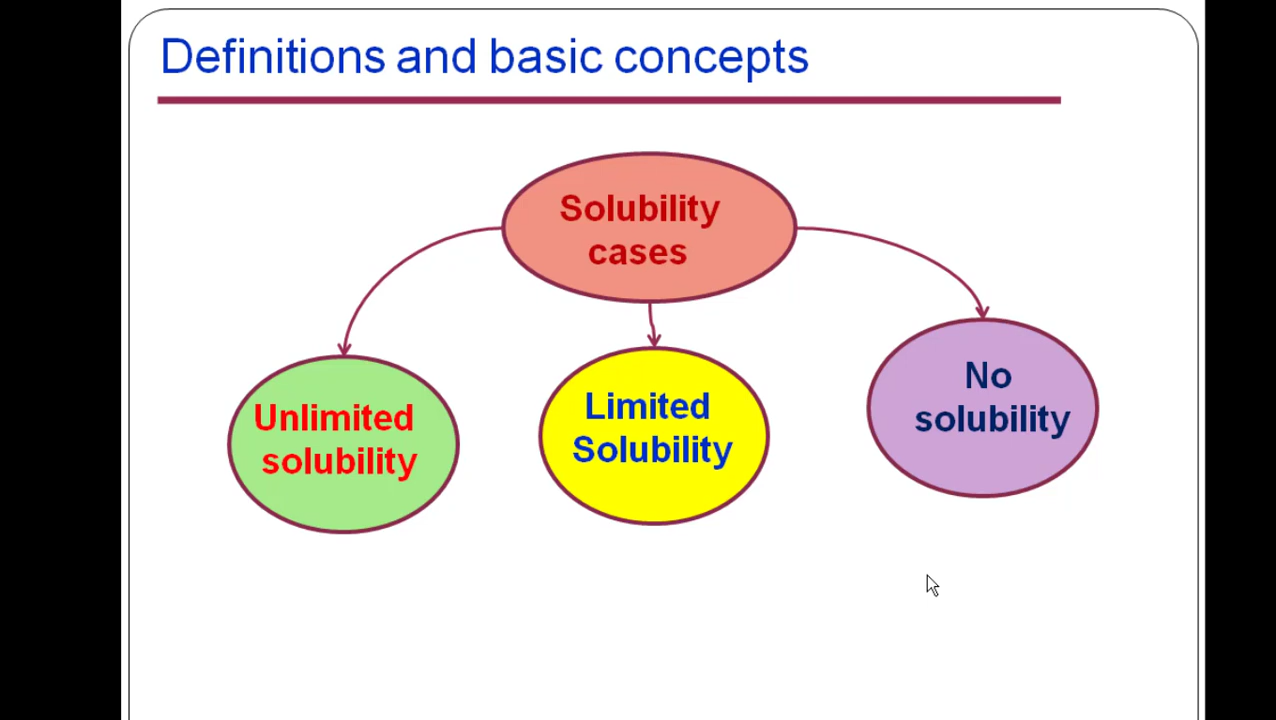 Definitions and basic concepts
Solubility
cases
Unlimited
solubility
Limited
Solubility
No
solubility